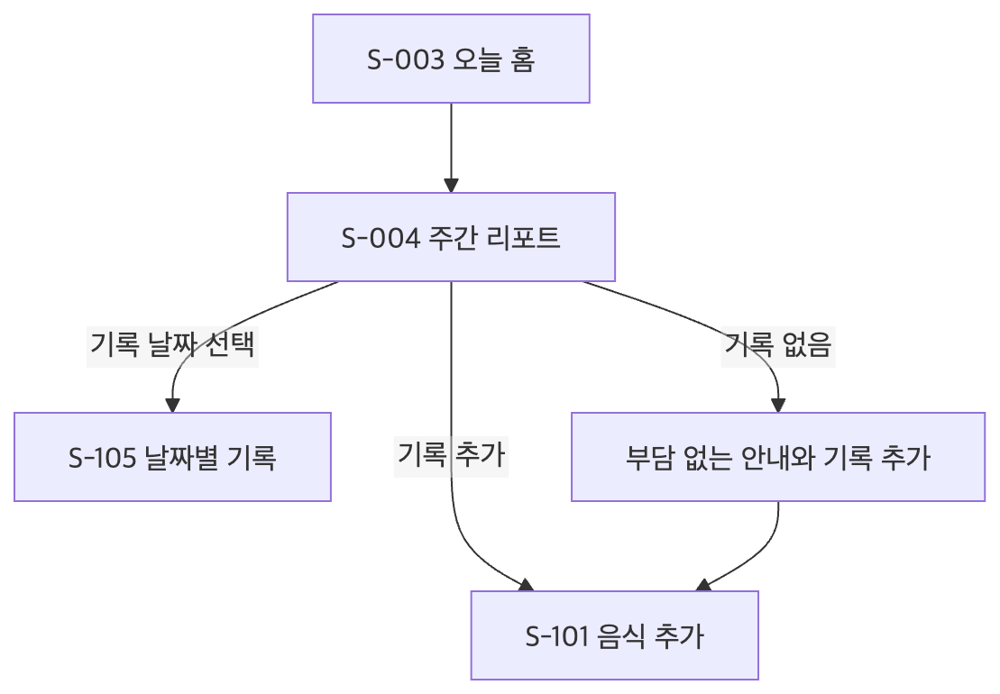 S-003 오늘 홈
S-004 주간 리포트
기록 날짜 선택
기록 없음
기록 추가
S-105 날짜별 기록
부담 없는 안내와 기록 추가
S-101 음식 추가